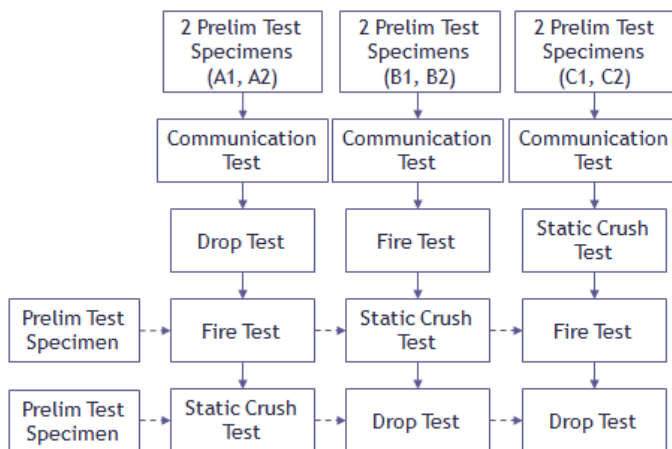 2 Prelim Test
Specimens
(A1, A2)
2 Prelim Test
Specimens
(B1, B2)
2 Prelim Test
Specimens
(C1, C2)
Communication
Test
Communication
Test
Communication
Test
Drop Test
Fire Test
Static Crush
Test
Prelim Test
Specimen
Fire Test
Static Crush
Test
Fire Test
Prelim Test
Specimen
Static Crush
Test
Drop Test
Drop Test